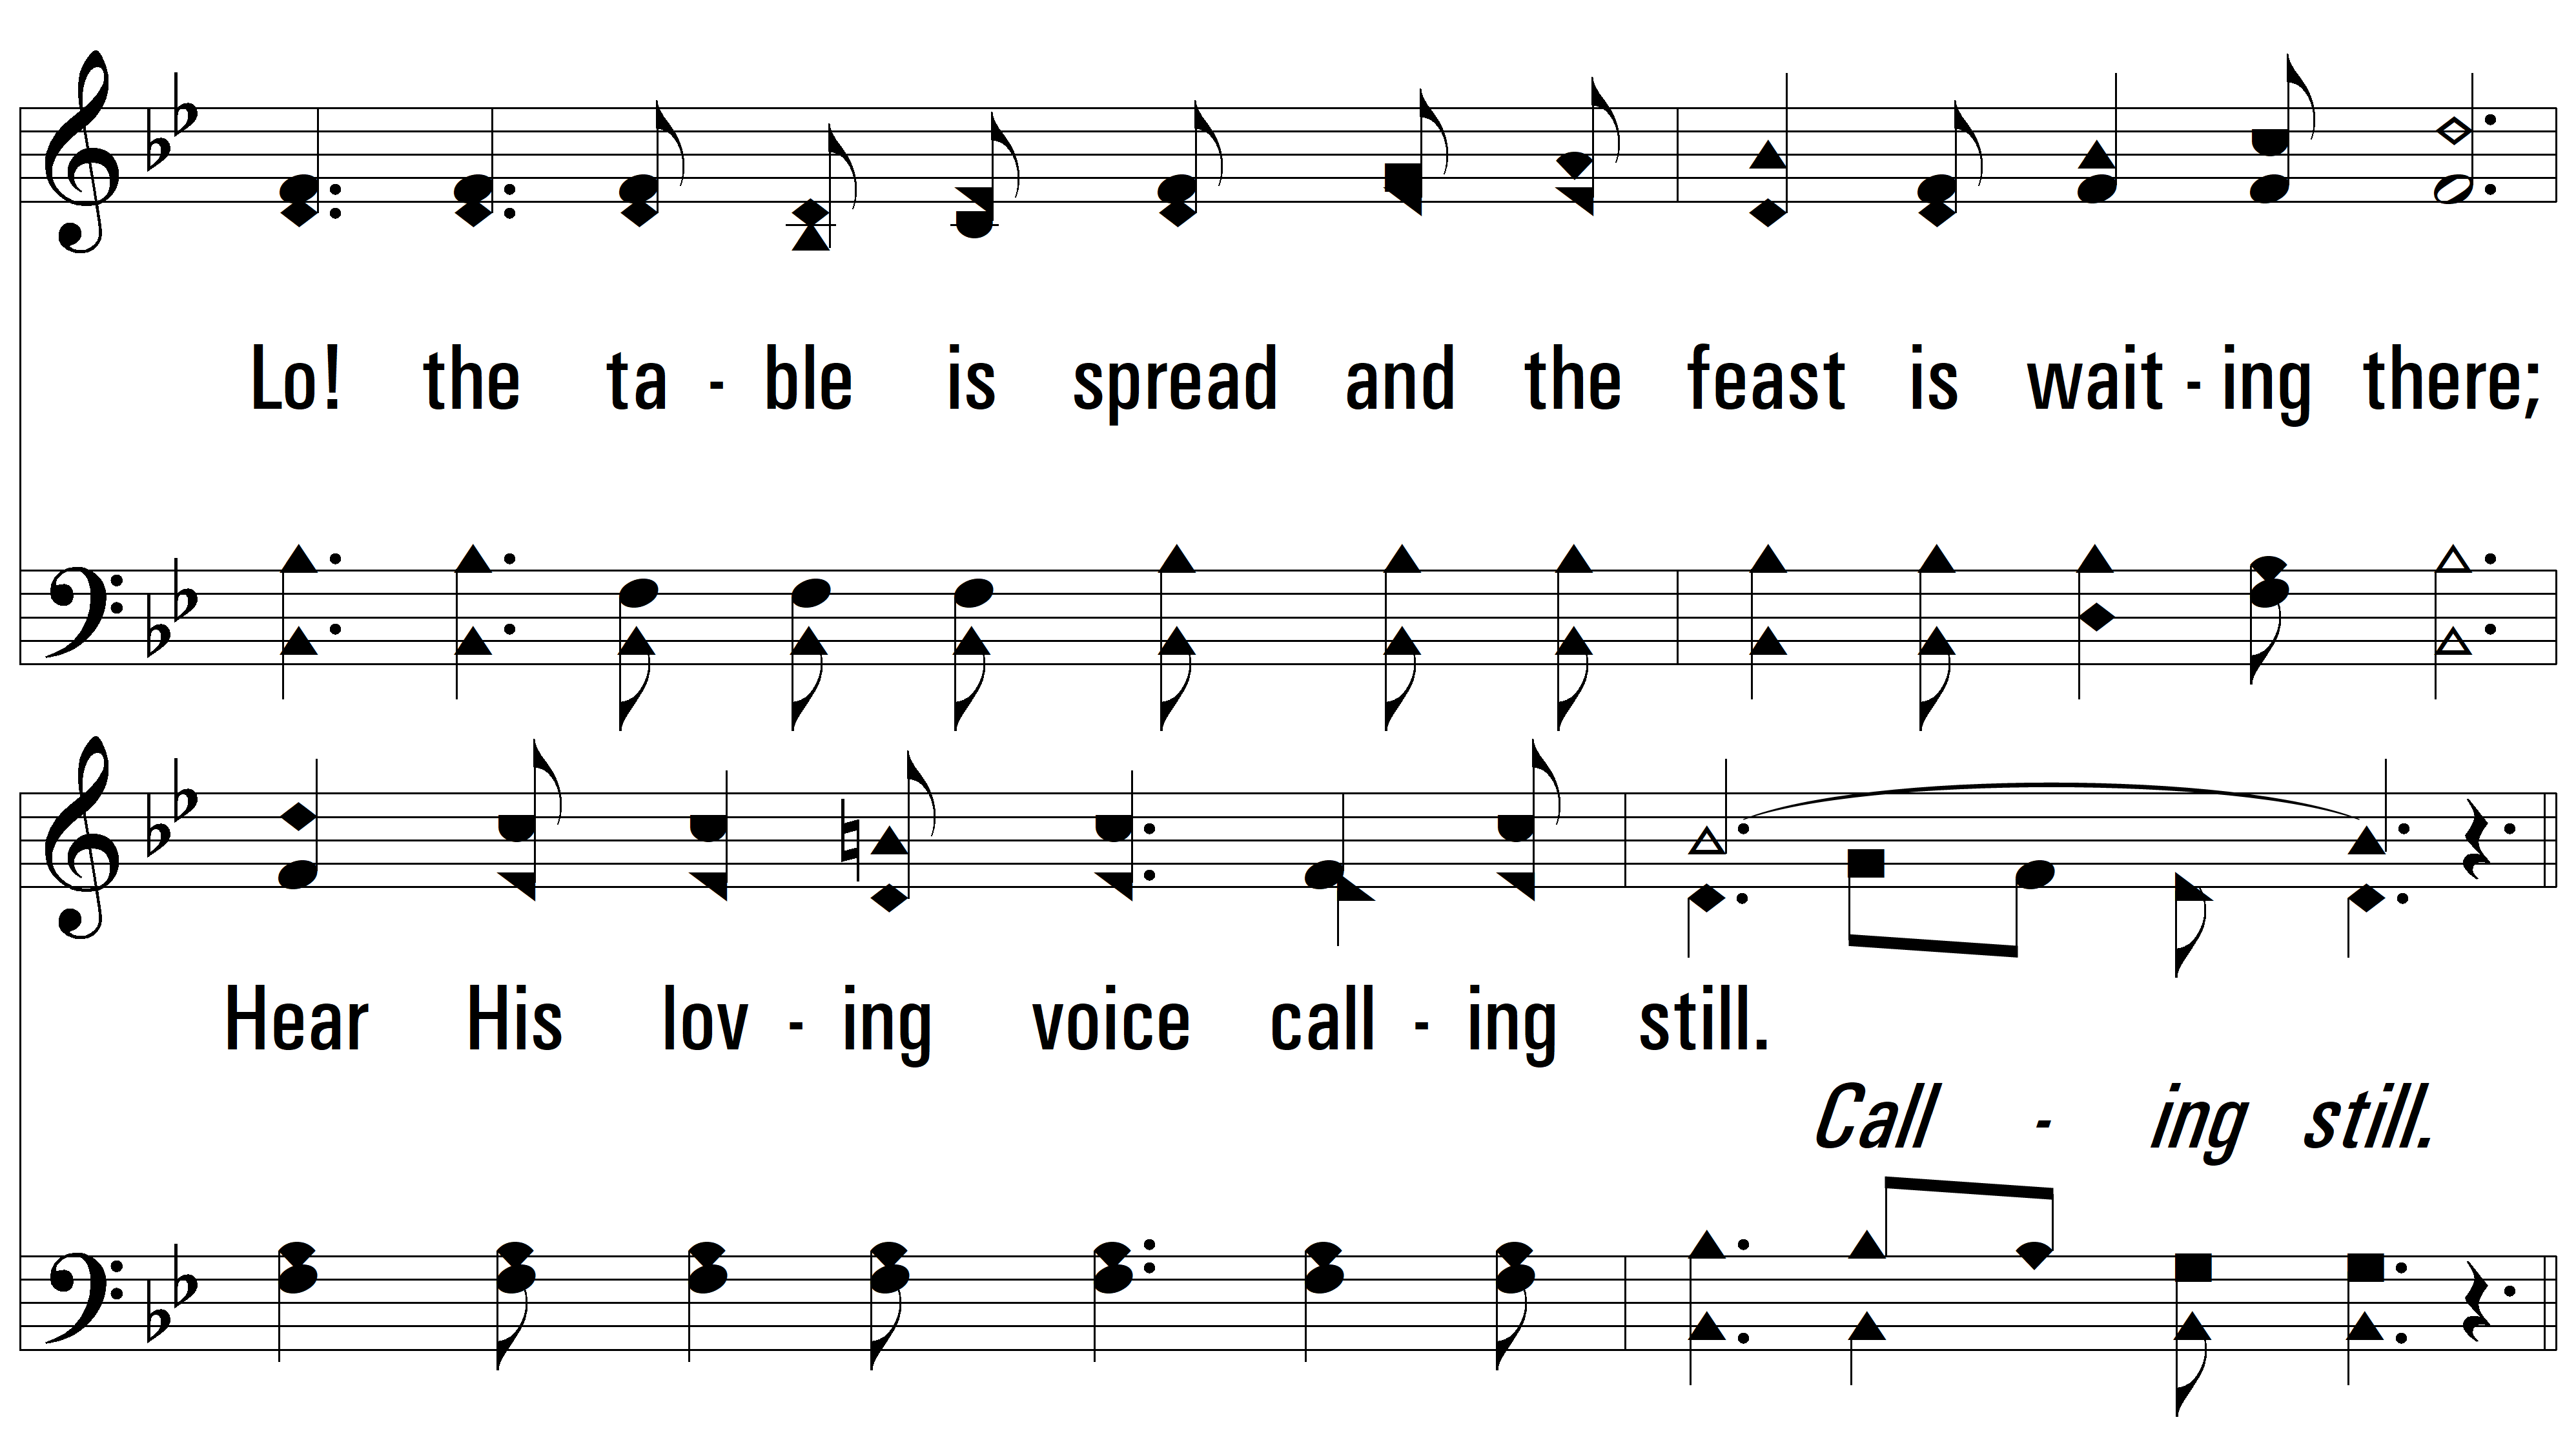 Lo! the ta - ble is spread and the feast is wait - ing there;
Hear His lov - ing voice call - ing still.
Call - ing still.